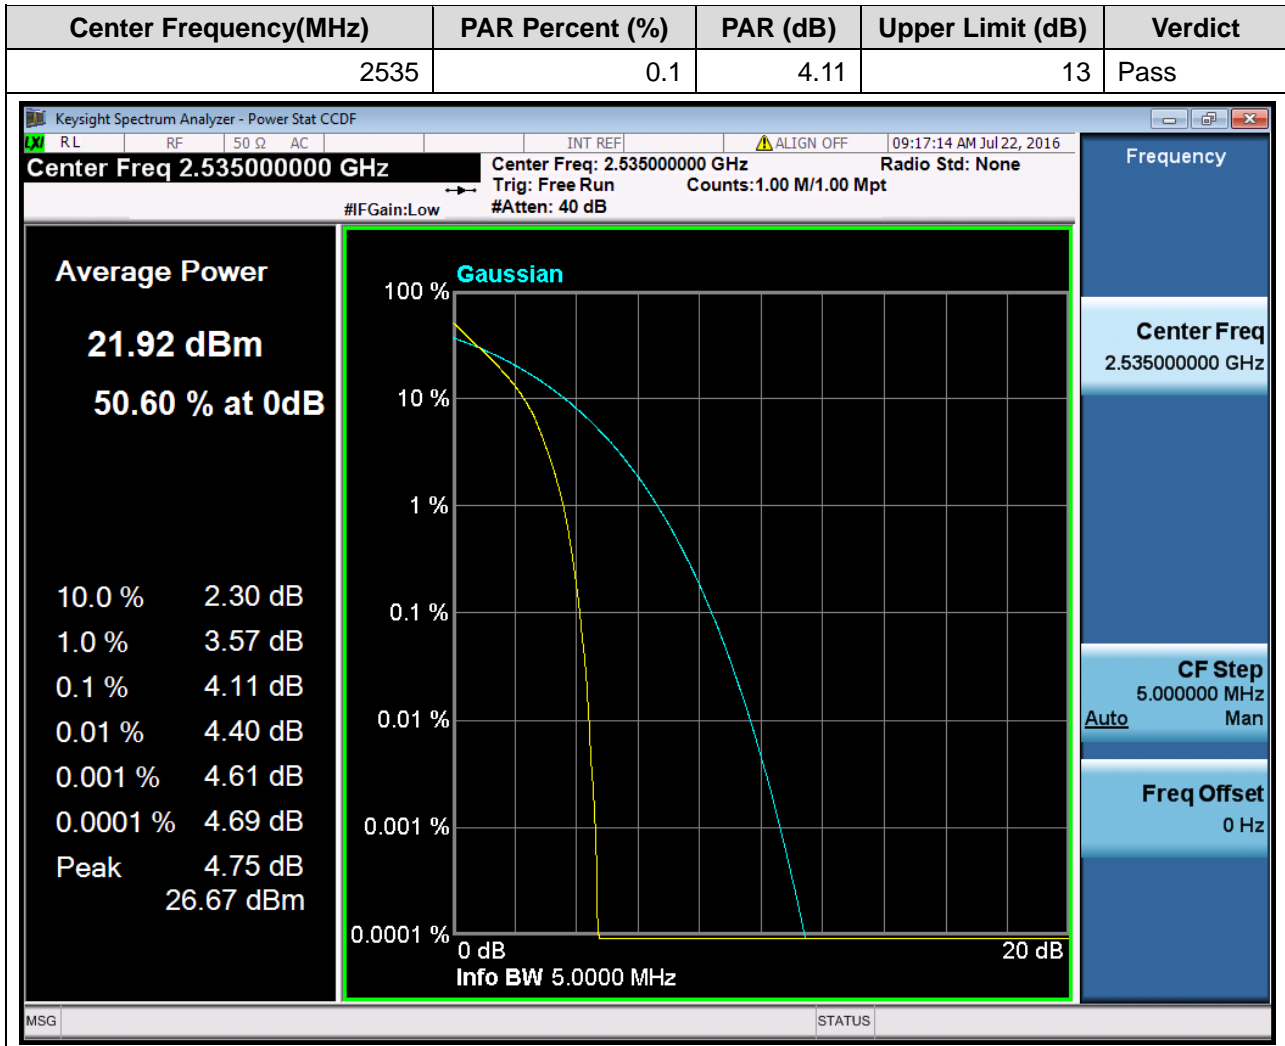 Center Frequency(MHz) PAR Percent (%) PAR (dB) Upper Limit (dB) Verdict
2535 0.1 4.11 13 Pass
Keysight Spectrum Analyzer - Power Stat CCDF
LXI RL RF 50 Ω AC INT REF ALIGN OFF 09:17:14 AM Jul 22, 2016
Center Freq 2.535000000 GHz
#IFGain:Low
Center Freq: 2.535000000 GHz Radio Std: None
Trig: Free Run Counts:1.00 M/1.00 Mpt
#Atten: 40 dB
Average Power
21.92 dBm
50.60 % at 0dB
10.0 % 2.30 dB
1.0 % 3.57 dB
0.1 % 4.11 dB
0.01 % 4.40 dB
0.001 % 4.61 dB
0.0001 % 4.69 dB
Peak 4.75 dB
26.67 dBm
Gaussian
100 %
10 %
1 %
0.1 %
0.01 %
0.001 %
0.0001 %
0 dB 20 dB
Info BW 5.0000 MHz
Frequency
Center Freq
2.535000000 GHz
CF Step
5.000000 MHz
Auto Man
Freq Offset
0 Hz
MSG STATUS